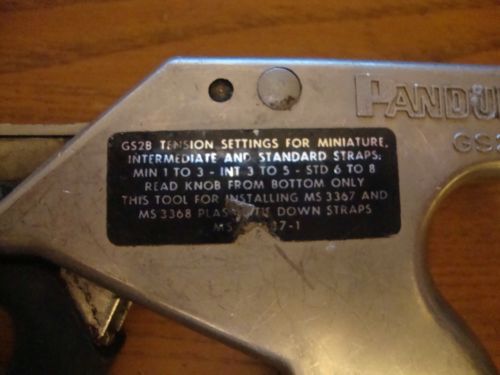 PANDU
GS2
GS2B TENSION SETTINGS FOR MINIATURE,
INTERMEDIATE AND STANDARD STRAPS:
MIN 1 TO 3 - INT 3 TO 5 - STD 6 TO 8
READ KNOB FROM BOTTOM ONLY
THIS TOOL FOR INSTALLING MS 3367 AND
MS 3368 TIE DOWN STRAPS